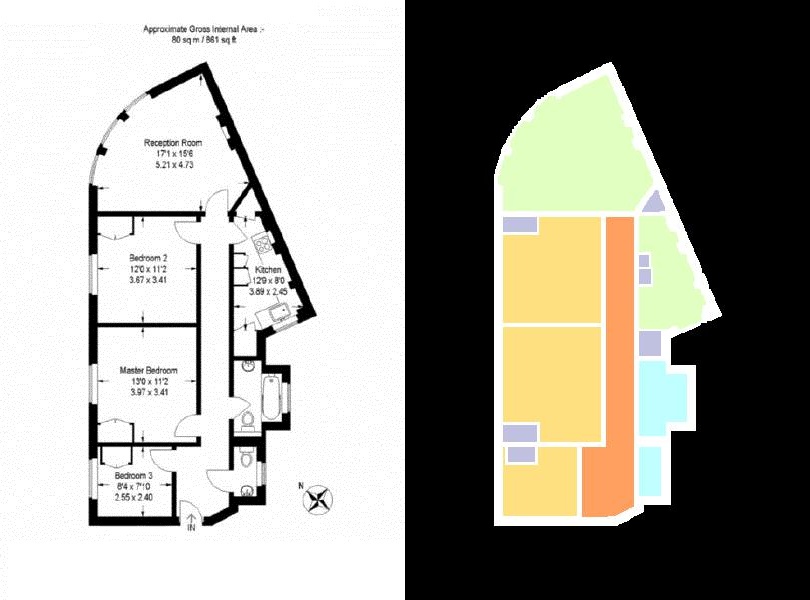 Approximate Gross Internal Area :-
80 sq m / 861 sq ft
Reception Room
17'1 x 15'6
5.21 x 4.73
Bedroom 2
12'0 x 11'2
3.67 x 3.41
Kitchen
12'9 x 8'0
3.89 x 2.45
Master Bedroom
13'0 x 11'2
3.97 x 3.41
Bedroom 3
8'4 x 7'10
2.55 x 2.40
N
IN